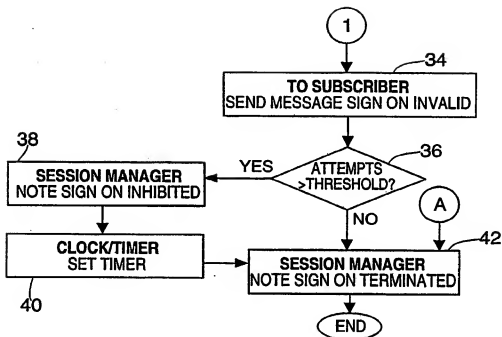 1
34
TO SUBSCRIBER
SEND MESSAGE SIGN ON INVALID
38
36
YES
ATTEMPTS
>THRESHOLD?
SESSION MANAGER
NOTE SIGN ON INHIBITED
A
NO
42
CLOCK/TIMER
SET TIMER
SESSION MANAGER
NOTE SIGN ON TERMINATED
40
END